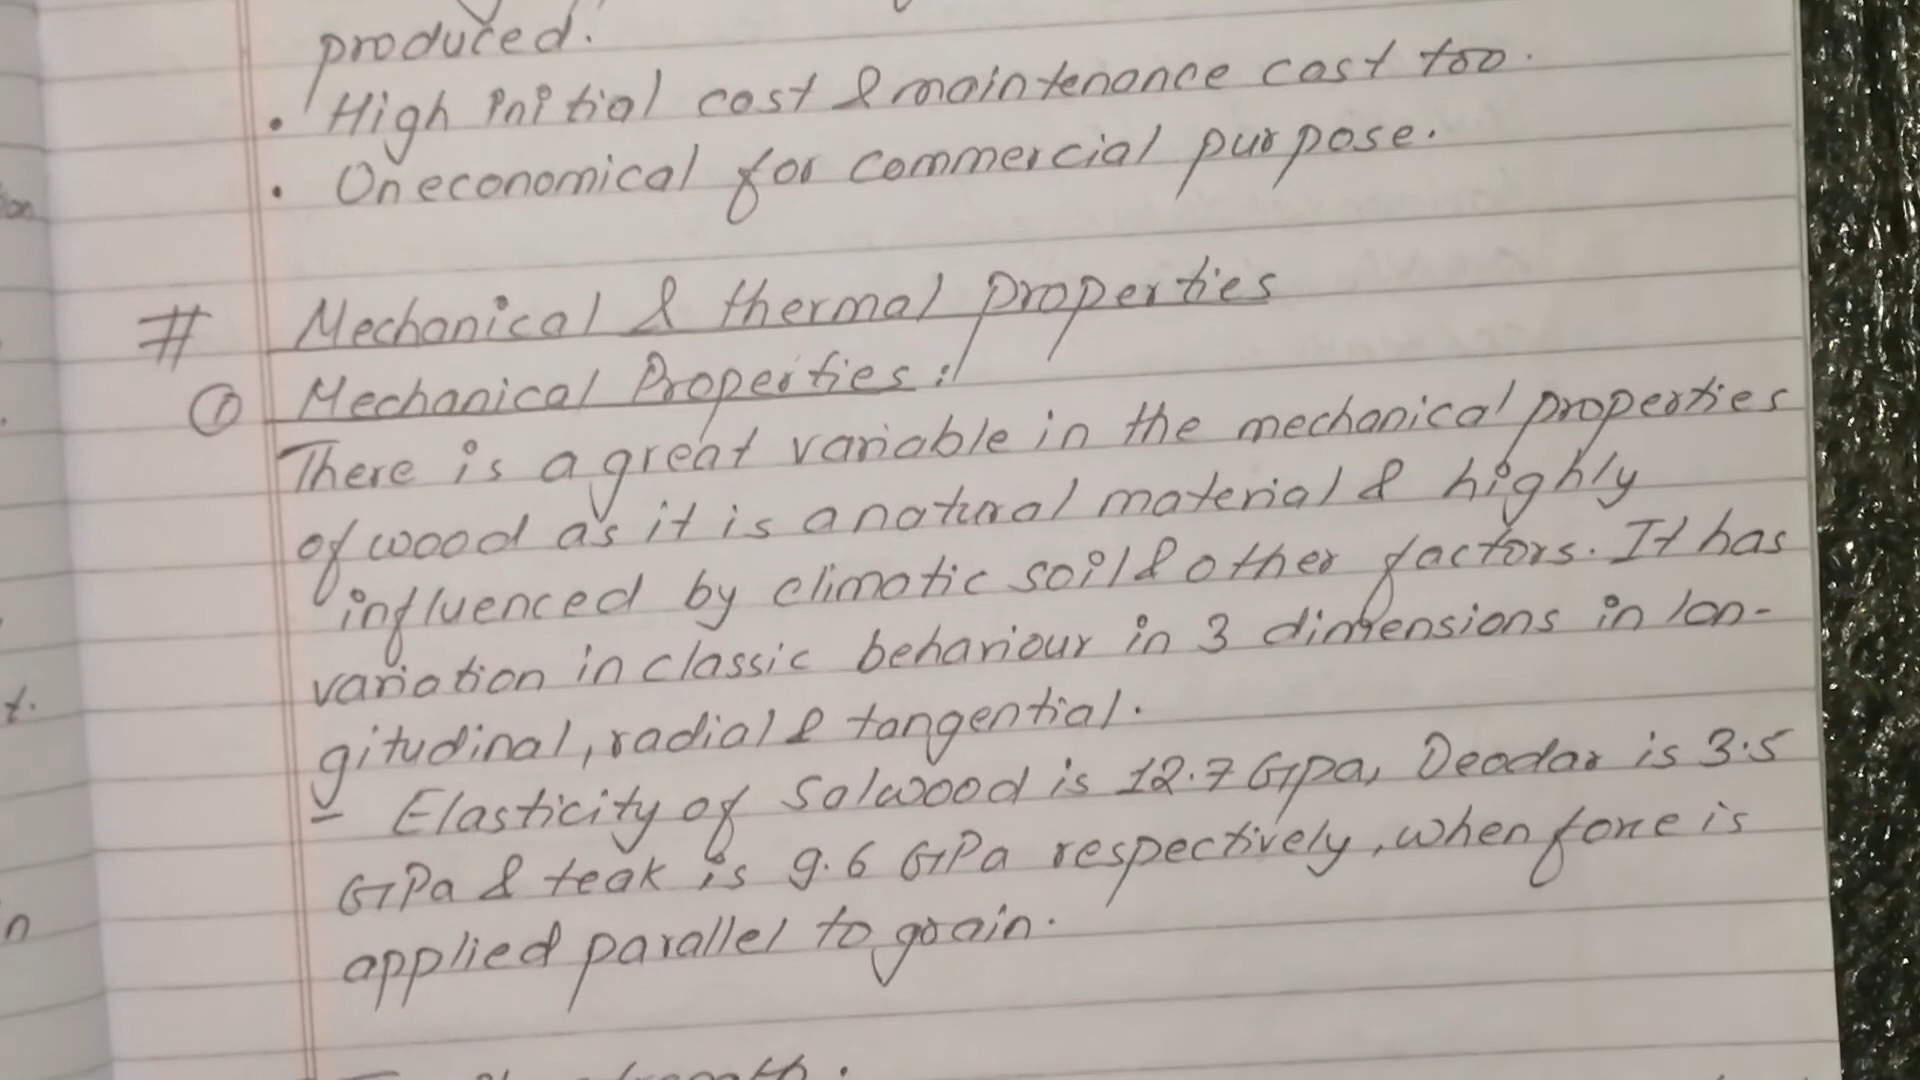 produced.
• High initial cost & maintenance cost too.
• Oneconomical for commercial purpose.
# Mechanical & thermal properties
① Mechanical Properties :
There is a great variable in the mechanical properties
of woood as it is a natural material & highly
influenced by climatic soil & other factors. It has
variation in classic behaviour in 3 dimensions in lon-
gitudinal, radial & tangential.
- Elasticity of Salwood is 12.7 GPa, Deodar is 3.5
GPa & teak is 9.6 GPa respectively, when force is
applied parallel to grain.